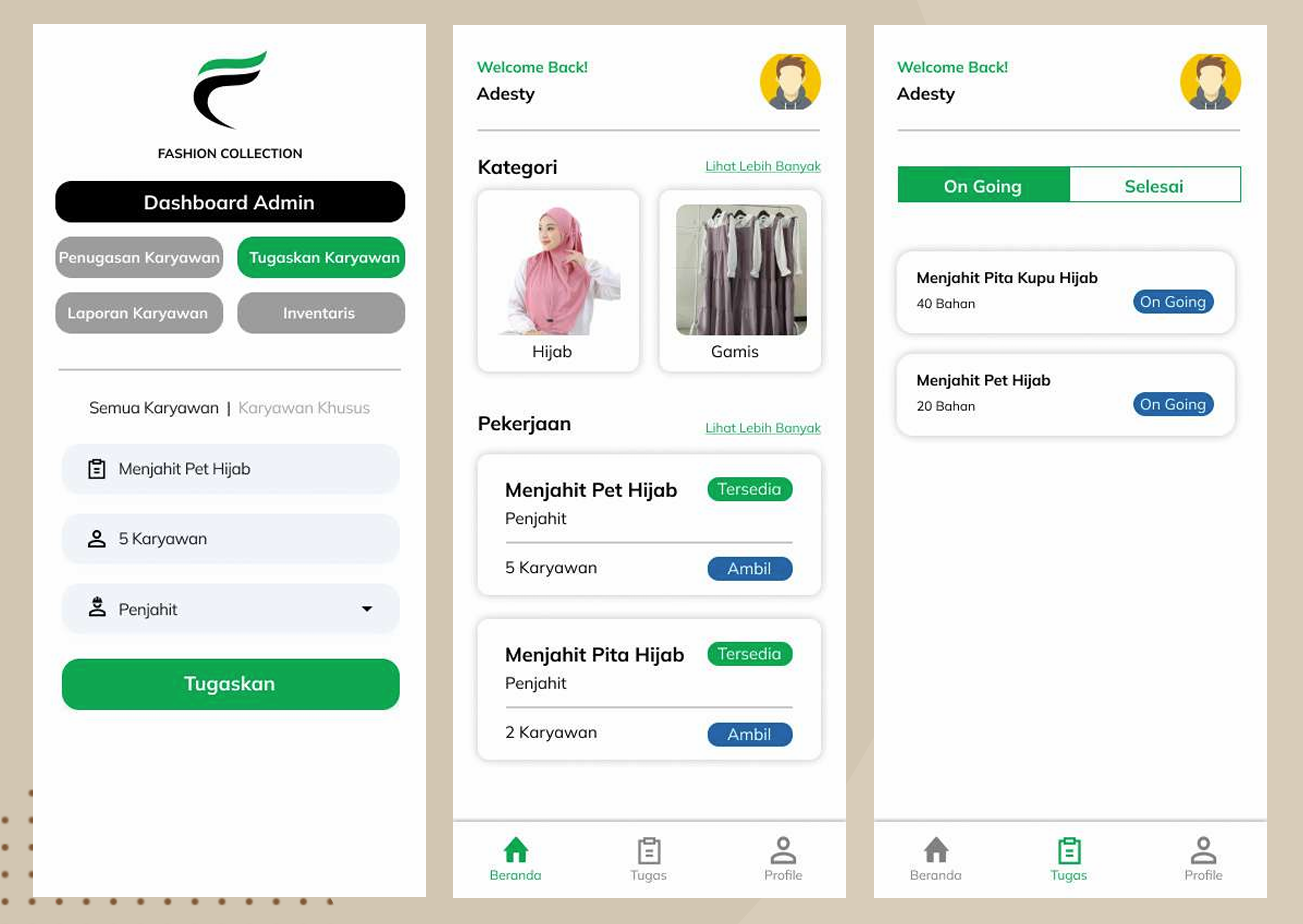 FASHION COLLECTION
Dashboard Admin
Penugasan Karyawan
Tugaskan Karyawan
Laporan Karyawan
Inventaris
Semua Karyawan | Karyawan Khusus
Menjahit Pet Hijab
5 Karyawan
Penjahit
Tugaskan
Welcome Back!
Adesty
Kategori
Lihat Lebih Banyak
Hijab
Gamis
Pekerjaan
Lihat Lebih Banyak
Menjahit Pet Hijab
Tersedia
Penjahit
5 Karyawan
Ambil
Menjahit Pita Hijab
Tersedia
Penjahit
2 Karyawan
Ambil
Beranda
Tugas
Profile
Welcome Back!
Adesty
On Going
Selesai
Menjahit Pita Kupu Hijab
40 Bahan
On Going
Menjahit Pet Hijab
20 Bahan
On Going
Beranda
Tugas
Profile